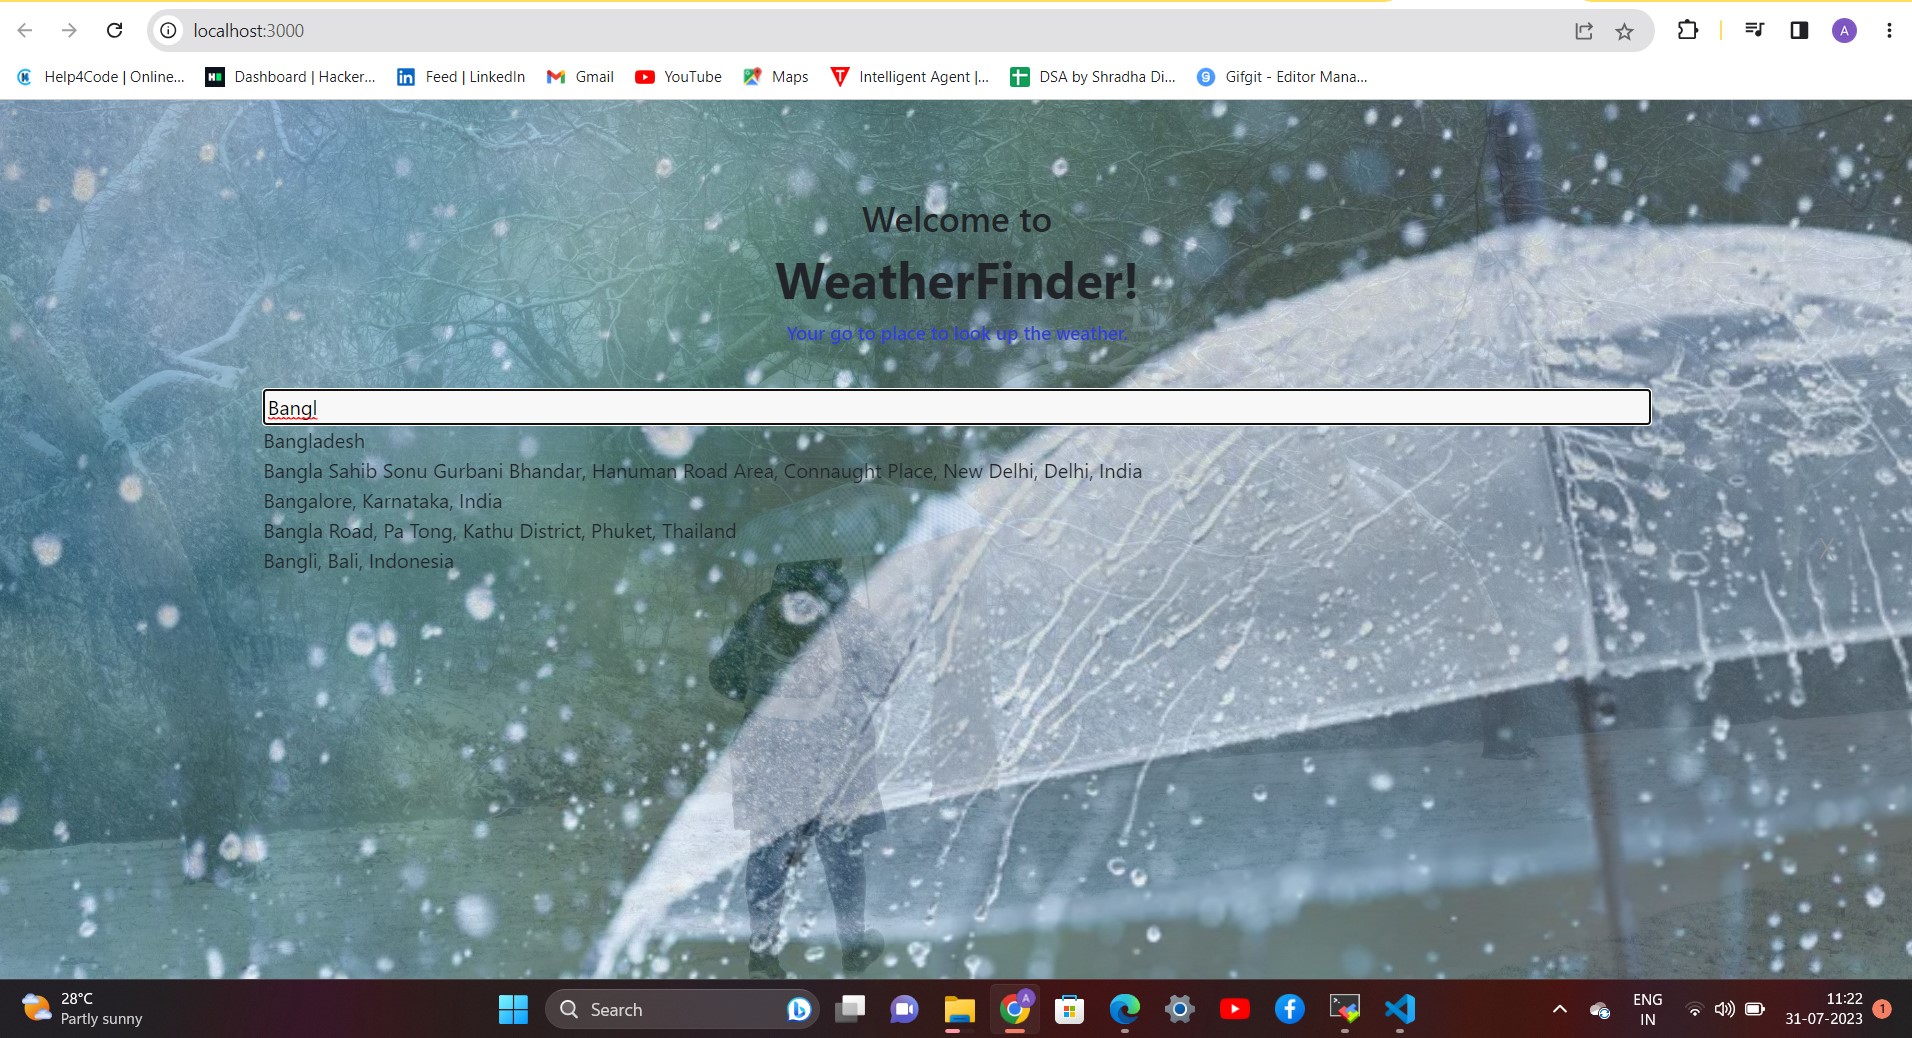 localhost:3000
A
Help4Code | Online...
Dashboard | Hacker...
Feed | LinkedIn
Gmail
YouTube
Maps
Intelligent Agent |...
DSA by Shradha Di...
Gifgit - Editor Mana...
Welcome to
WeatherFinder!
Your go to place to look up the weather.
Bangl
Bangladesh
Bangla Sahib Sonu Gurbani Bhandar, Hanuman Road Area, Connaught Place, New Delhi, Delhi, India
Bangalore, Karnataka, India
Bangla Road, Pa Tong, Kathu District, Phuket, Thailand
Bangli, Bali, Indonesia
28°C
Partly sunny
Search
A
ENG
IN
11:22
31-07-2023
1